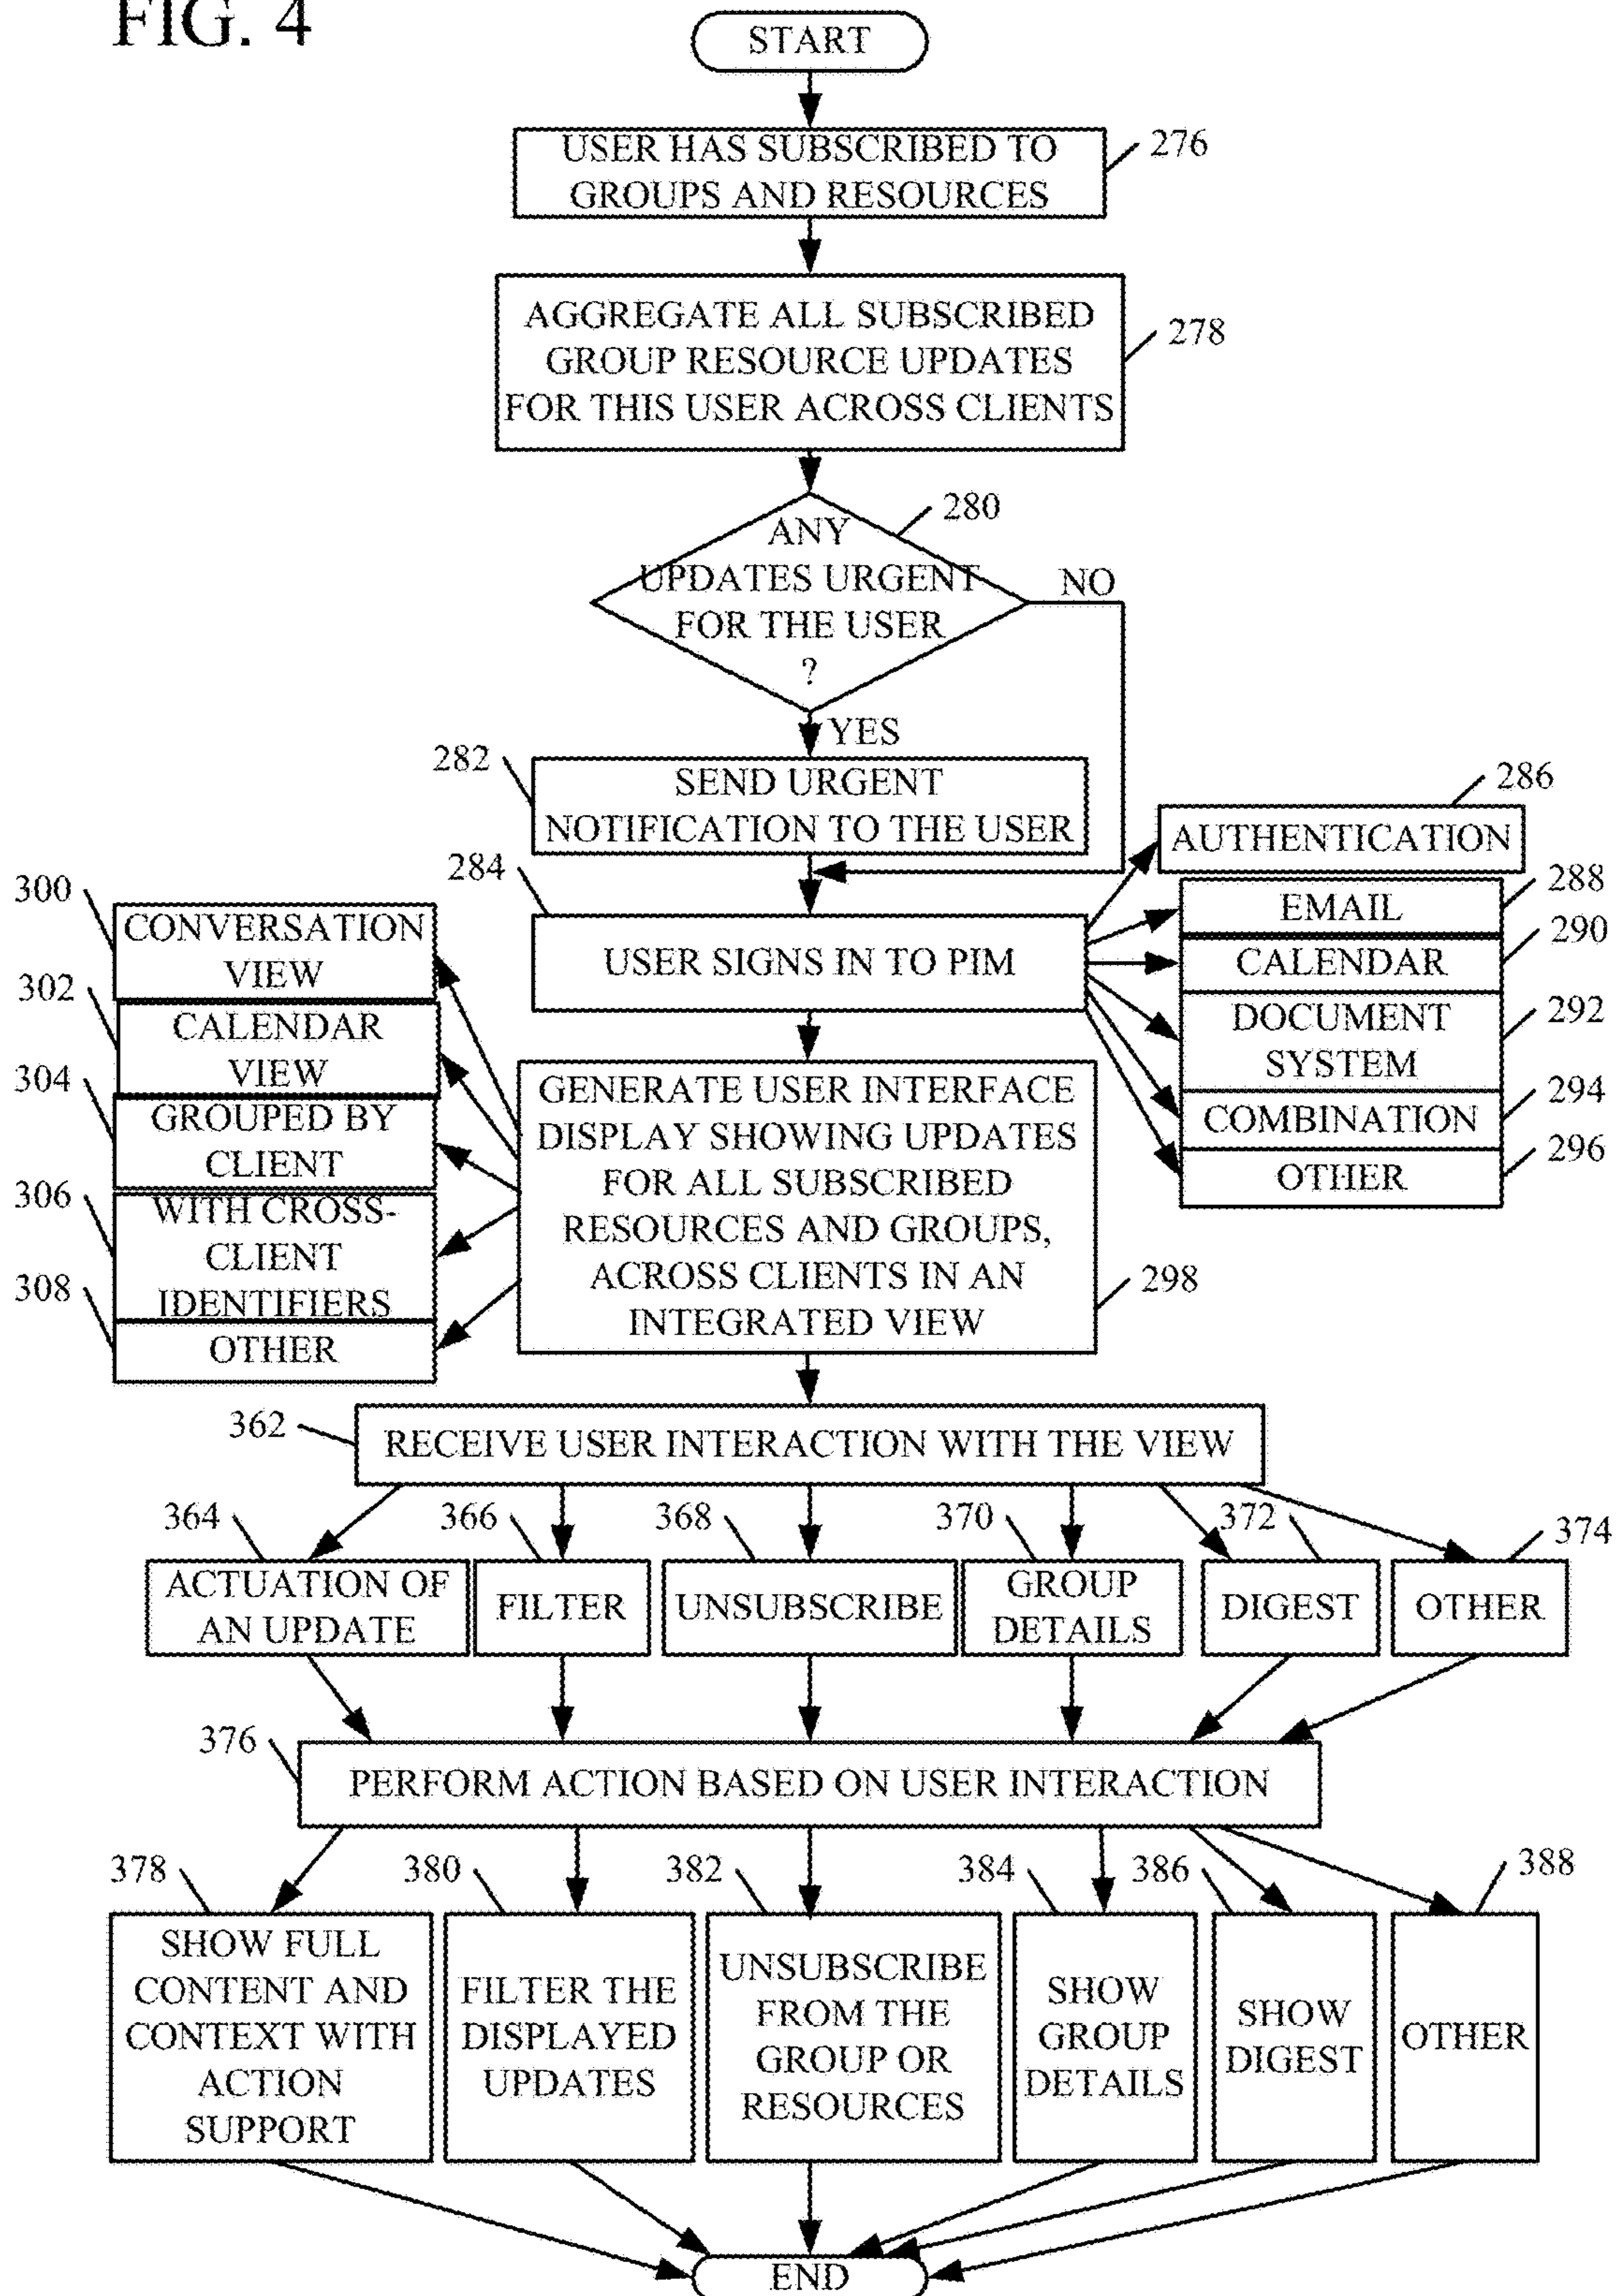 FIG. 4
START
USER HAS SUBSCRIBED TO
GROUPS AND RESOURCES
276
AGGREGATE ALL SUBSCRIBED
GROUP RESOURCE UPDATES
FOR THIS USER ACROSS CLIENTS
278
280
ANY
UPDATES URGENT
FOR THE USER
?
NO
YES
282
SEND URGENT
NOTIFICATION TO THE USER
284
USER SIGNS IN TO PIM
286
AUTHENTICATION
288
EMAIL
290
CALENDAR
292
DOCUMENT
SYSTEM
294
COMBINATION
296
OTHER
300
CONVERSATION
VIEW
302
CALENDAR
VIEW
304
GROUPED BY
CLIENT
306
WITH CROSS-
CLIENT
IDENTIFIERS
308
OTHER
GENERATE USER INTERFACE
DISPLAY SHOWING UPDATES
FOR ALL SUBSCRIBED
RESOURCES AND GROUPS,
ACROSS CLIENTS IN AN
INTEGRATED VIEW
298
362
RECEIVE USER INTERACTION WITH THE VIEW
364
366
368
370
372
374
ACTUATION OF
AN UPDATE
FILTER
UNSUBSCRIBE
GROUP
DETAILS
DIGEST
OTHER
376
PERFORM ACTION BASED ON USER INTERACTION
378
380
382
384
386
388
SHOW FULL
CONTENT AND
CONTEXT WITH
ACTION
SUPPORT
FILTER THE
DISPLAYED
UPDATES
UNSUBSCRIBE
FROM THE
GROUP OR
RESOURCES
SHOW
GROUP
DETAILS
SHOW
DIGEST
OTHER
END